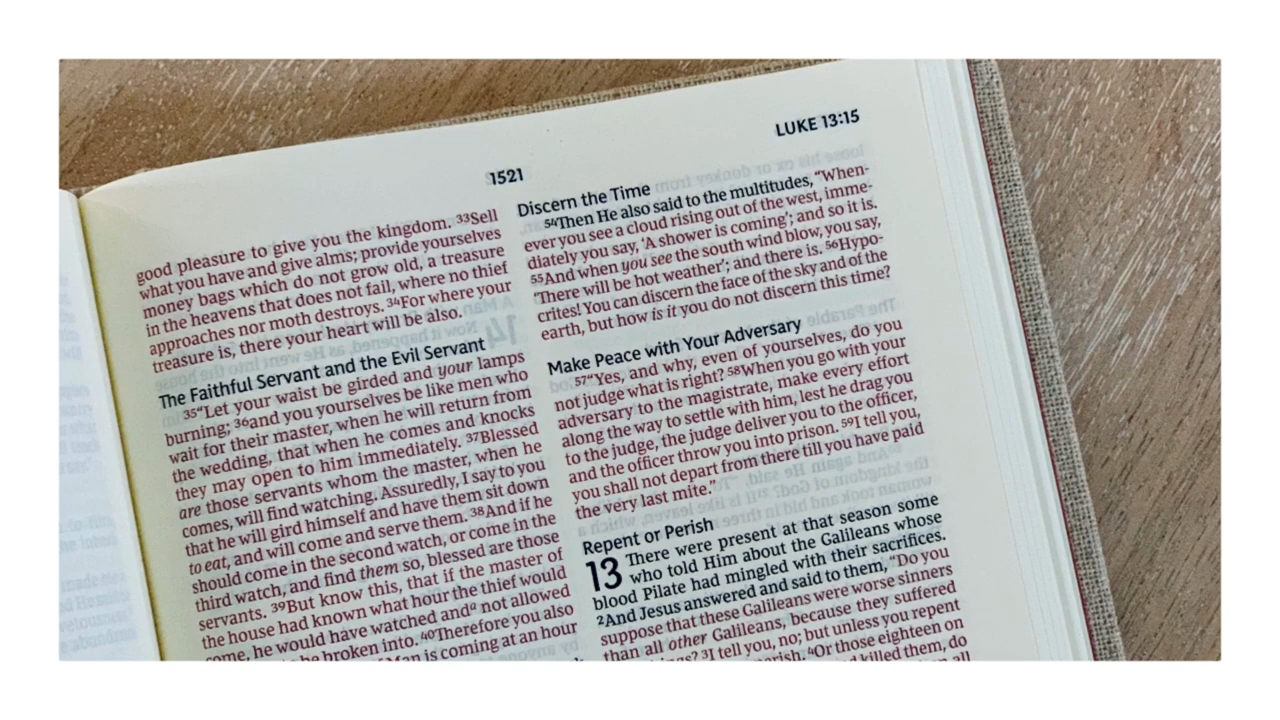 1521
LUKE 13:15
good pleasure to give you the kingdom. ³³Sell
what you have and give alms; provide yourselves
money bags which do not grow old, a treasure
in the heavens that does not fail, where no thief
approaches nor moth destroys. ³⁴For where your
treasure is, there your heart will be also.
The Faithful Servant and the Evil Servant
³⁵“Let your waist be girded and your lamps
burning; ³⁶and you yourselves be like men who
wait for their master, when he will return from
the wedding, that when he comes and knocks
they may open to him immediately. ³⁷Blessed
are those servants whom the master, when he
comes, will find watching. Assuredly, I say to you
that he will gird himself and have them sit down
to eat, and will come and serve them. ³⁸And if he
should come in the second watch, or come in the
third watch, and find them so, blessed are those
servants. ³⁹But know this, that if the master of
the house had known what hour the thief would
come, he would have watched andᵃ not allowed
be broken into. ⁴⁰Therefore you also
Man is coming at an hour
Discern the Time
⁵⁴Then He also said to the multitudes, “When-
ever you see a cloud rising out of the west, imme-
diately you say, ‘A shower is coming’; and so it is.
⁵⁵And when you see the south wind blow, you say,
‘There will be hot weather’; and there is. ⁵⁶Hypo-
crites! You can discern the face of the sky and of the
earth, but how is it you do not discern this time?
Make Peace with Your Adversary
⁵⁷“Yes, and why, even of yourselves, do you
not judge what is right? ⁵⁸When you go with your
adversary to the magistrate, make every effort
along the way to settle with him, lest he drag you
to the judge, the judge deliver you to the officer,
and the officer throw you into prison. ⁵⁹I tell you,
you shall not depart from there till you have paid
the very last mite.”
Repent or Perish
13 There were present at that season some
who told Him about the Galileans whose
blood Pilate had mingled with their sacrifices.
²And Jesus answered and said to them, “Do you
suppose that these Galileans were worse sinners
than all other Galileans, because they suffered
³I tell you, no; but unless you repent
⁴Or those eighteen on
killed them, do
all